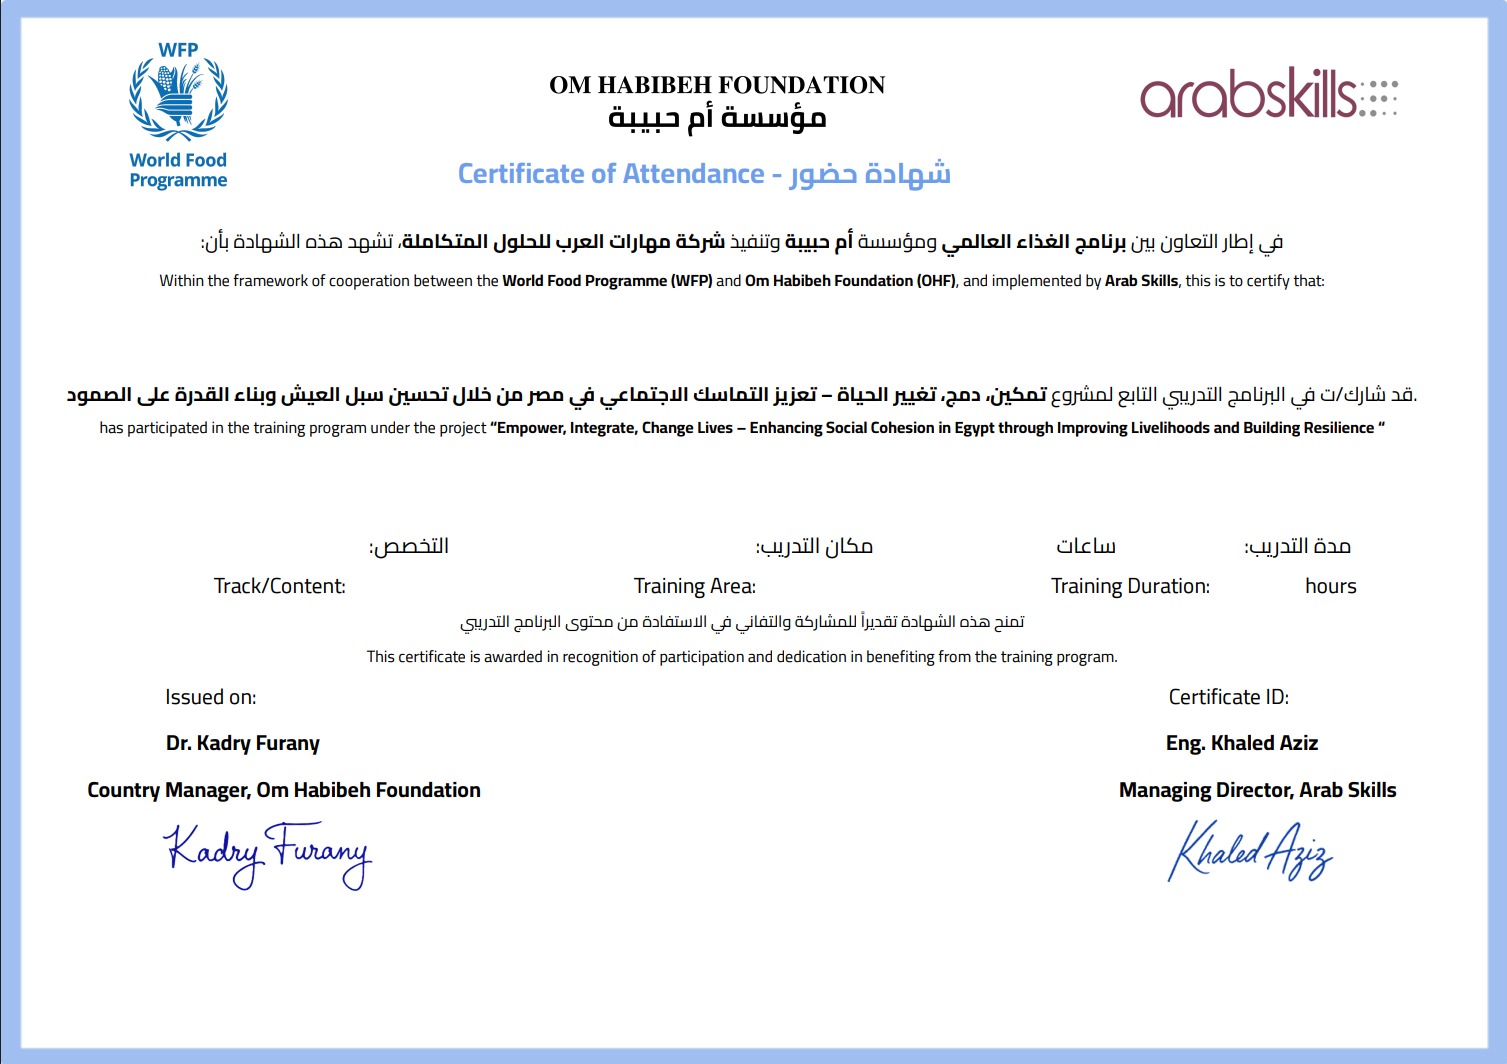 WFP
World Food
Programme
OM HABIBEH FOUNDATION
مؤسسة أم حبيبة
arabskills
Certificate of Attendance - شهادة حضور
في إطار التعاون بين برنامج الغذاء العالمي ومؤسسة أم حبيبة وتنفيذ شركة مهارات العرب للحلول المتكاملة، تشهد هذه الشهادة بأن:
Within the framework of cooperation between the World Food Programme (WFP) and Om Habibeh Foundation (OHF), and implemented by Arab Skills, this is to certify that:
.قد شارك/ت في البرنامج التدريبي التابع لمشروع تمكين، دمج، تغيير الحياة – تعزيز التماسك الاجتماعي في مصر من خلال تحسين سبل العيش وبناء القدرة على الصمود
has participated in the training program under the project “Empower, Integrate, Change Lives – Enhancing Social Cohesion in Egypt through Improving Livelihoods and Building Resilience “
مدة التدريب: ساعات مكان التدريب: التخصص:
Track/Content: Training Area: Training Duration: hours
تمنح هذه الشهادة تقديراً للمشاركة والتفاني في الاستفادة من محتوى البرنامج التدريبي
This certificate is awarded in recognition of participation and dedication in benefiting from the training program.
Issued on: Certificate ID:
Dr. Kadry Furany Eng. Khaled Aziz
Country Manager, Om Habibeh Foundation Managing Director, Arab Skills
Kadry Furany Khaled Aziz